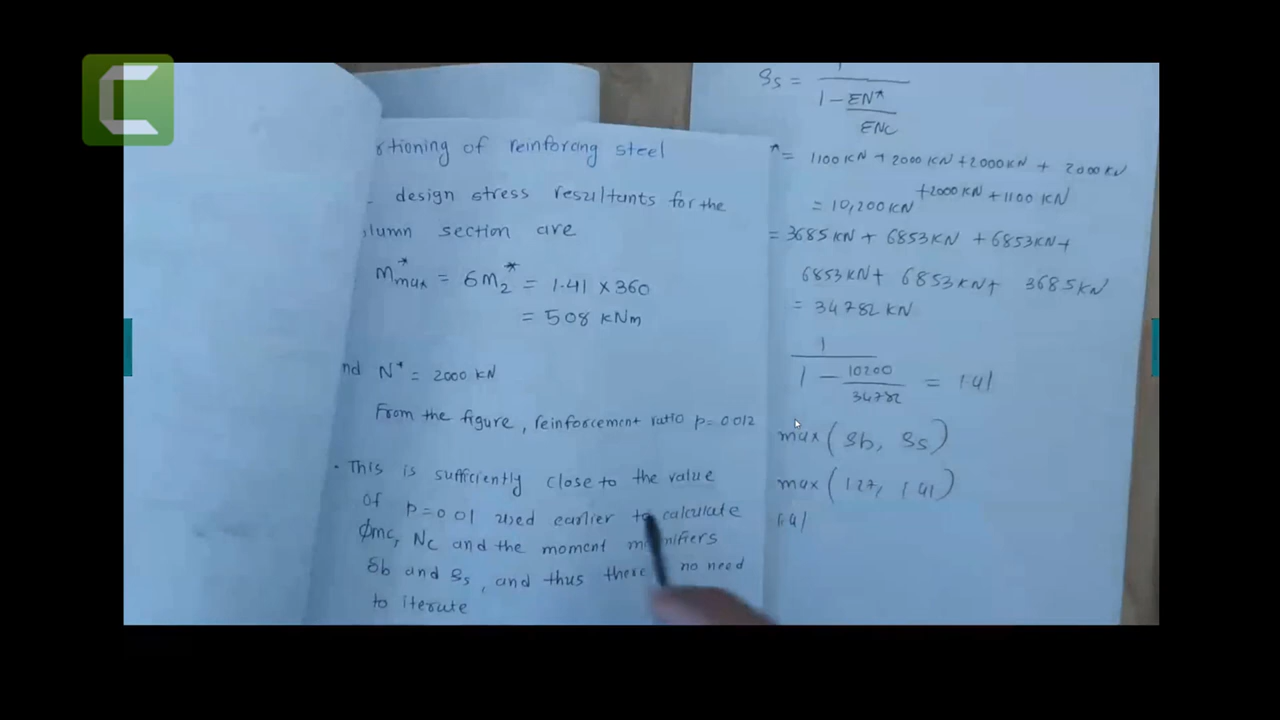 rtioning of reinforcing steel
design stress resultants for the
lumn section are
M*max = δM2* = 1.41 x 360
= 508 kNm
nd N* = 2000 kN
From the figure, reinforcement ratio p=0.012
• This is sufficiently close to the value
of p=0.01 used earlier to calculate
φmc, Nc and the moment m nifiers
δb and δs, and thus there no need
to iterate
δs = 1
1 - ΣN*
ΣNc
* = 1100 KN + 2000 KN + 2000 KN + 2000 KN
+2000 KN + 1100 KN
= 10,200 KN
= 3685 KN + 6853 KN + 6853 KN +
6853 KN + 6853 KN + 3685 KN
= 34782 KN
1
1 - 10200 = 1.41
34782
max (δb, δs)
max (1.27, 1.41)
1.41